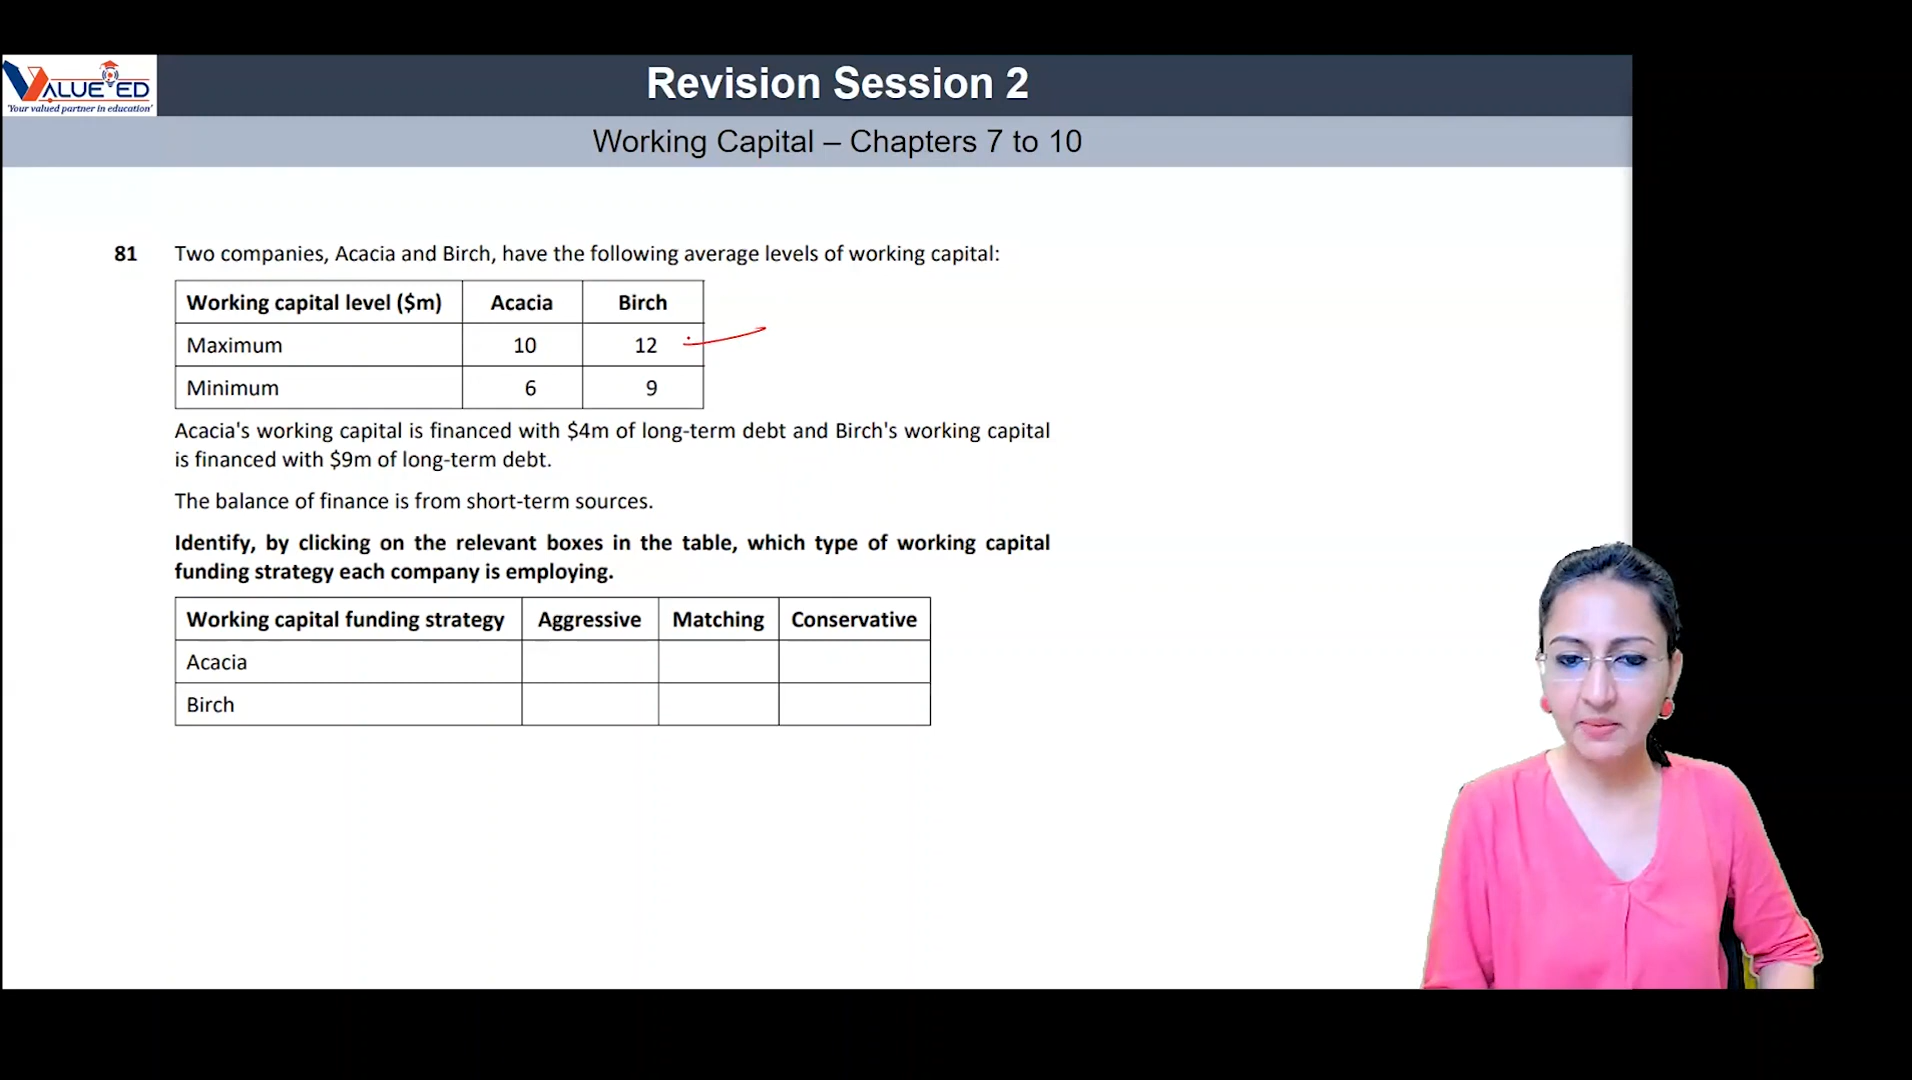 VALUE-ED
'Your valued partner in education'
Revision Session 2
Working Capital – Chapters 7 to 10
81 Two companies, Acacia and Birch, have the following average levels of working capital:
Working capital level ($m) Acacia Birch
Maximum 10 12
Minimum 6 9
Acacia's working capital is financed with $4m of long-term debt and Birch's working capital
is financed with $9m of long-term debt.
The balance of finance is from short-term sources.
Identify, by clicking on the relevant boxes in the table, which type of working capital
funding strategy each company is employing.
Working capital funding strategy Aggressive Matching Conservative
Acacia
Birch